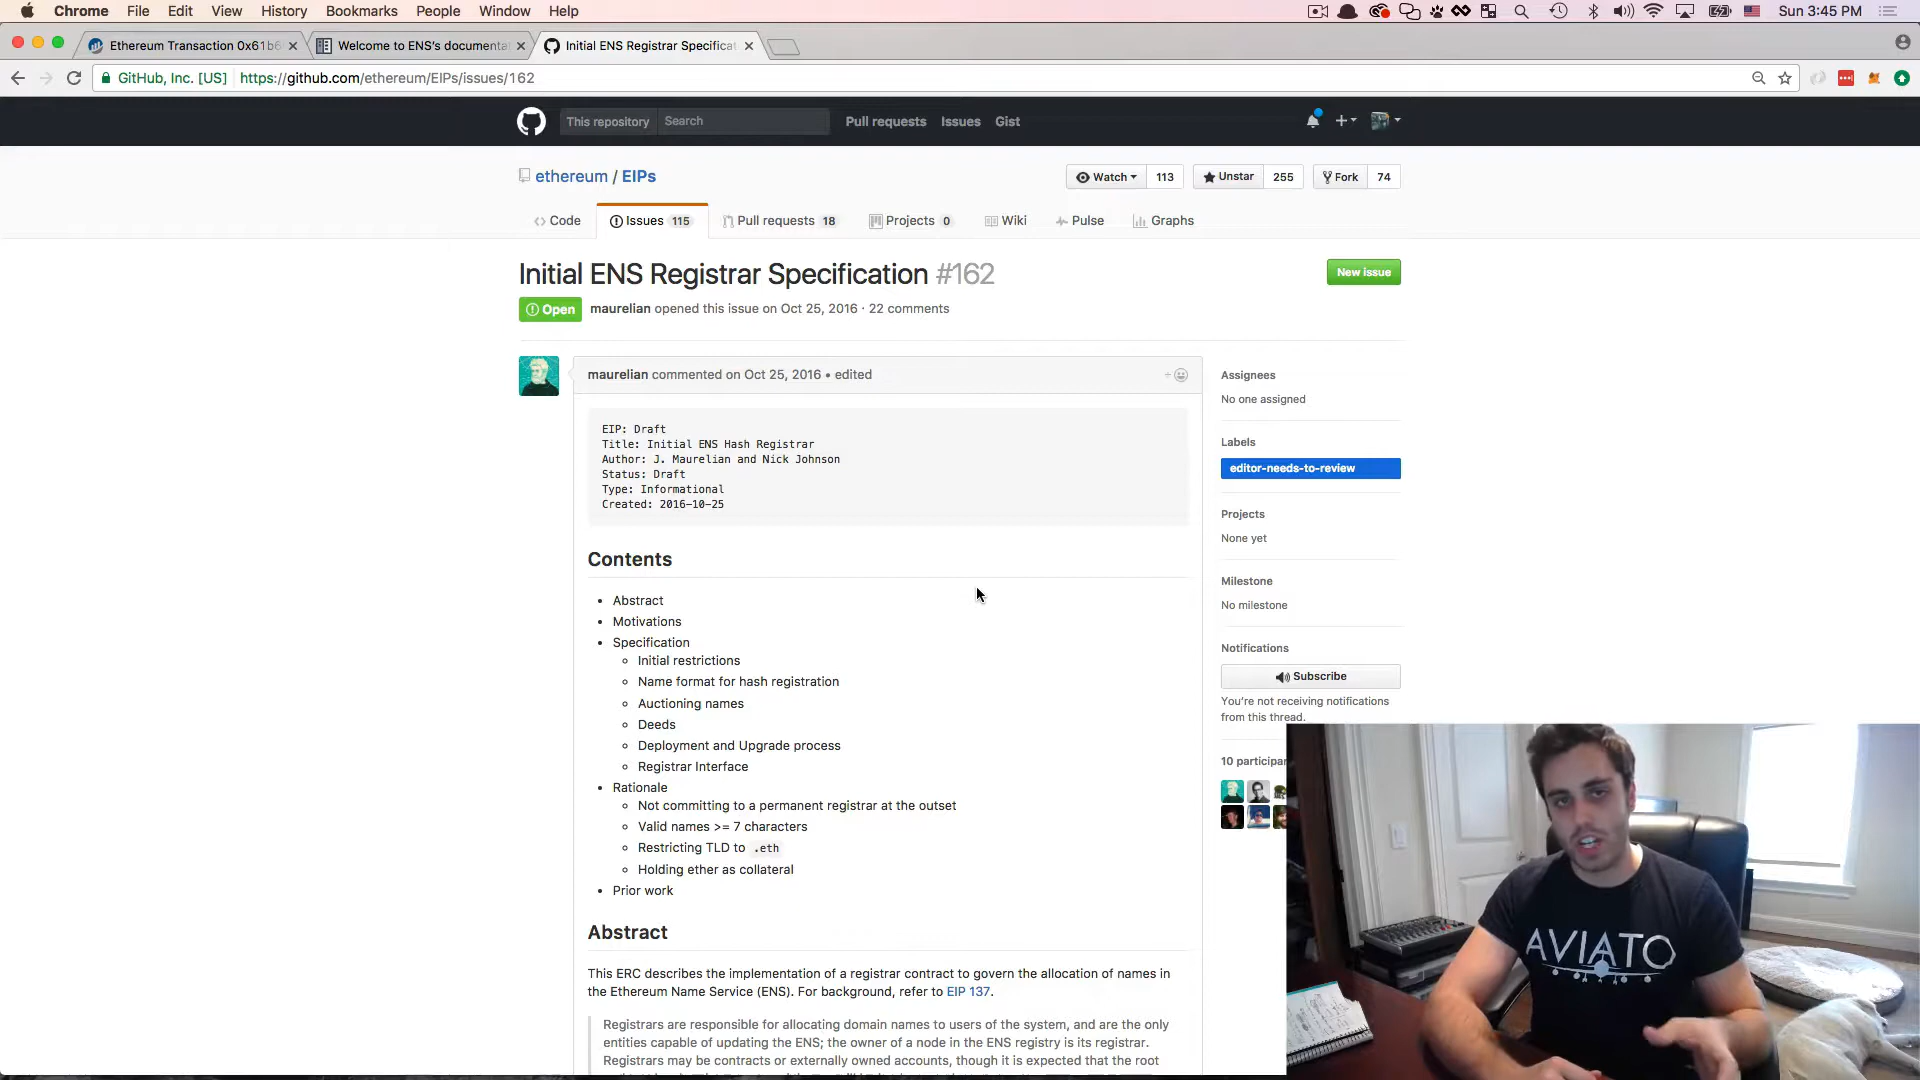 Chrome File Edit View History Bookmarks People Window Help Sun 3:45 PM
Ethereum Transaction 0x61b6 Welcome to ENS's documenta Initial ENS Registrar Specificat
GitHub, Inc. [US] https://github.com/ethereum/EIPs/issues/162
This repository Search Pull requests Issues Gist
ethereum / EIPs Watch 113 Unstar 255 Fork 74
Code Issues 115 Pull requests 18 Projects 0 Wiki Pulse Graphs
Initial ENS Registrar Specification #162 New issue
Open maurelian opened this issue on Oct 25, 2016 · 22 comments
maurelian commented on Oct 25, 2016 • edited
EIP: Draft
Title: Initial ENS Hash Registrar
Author: J. Maurelian and Nick Johnson
Status: Draft
Type: Informational
Created: 2016-10-25
Contents
Abstract
Motivations
Specification
Initial restrictions
Name format for hash registration
Auctioning names
Deeds
Deployment and Upgrade process
Registrar Interface
Rationale
Not committing to a permanent registrar at the outset
Valid names >= 7 characters
Restricting TLD to .eth
Holding ether as collateral
Prior work
Abstract
This ERC describes the implementation of a registrar contract to govern the allocation of names in
the Ethereum Name Service (ENS). For background, refer to EIP 137.
Registrars are responsible for allocating domain names to users of the system, and are the only
entities capable of updating the ENS; the owner of a node in the ENS registry is its registrar.
Registrars may be contracts or externally owned accounts, though it is expected that the root
Assignees
No one assigned
Labels
editor-needs-to-review
Projects
None yet
Milestone
No milestone
Notifications
Subscribe
You're not receiving notifications
from this thread.
10 participan
AVIATO